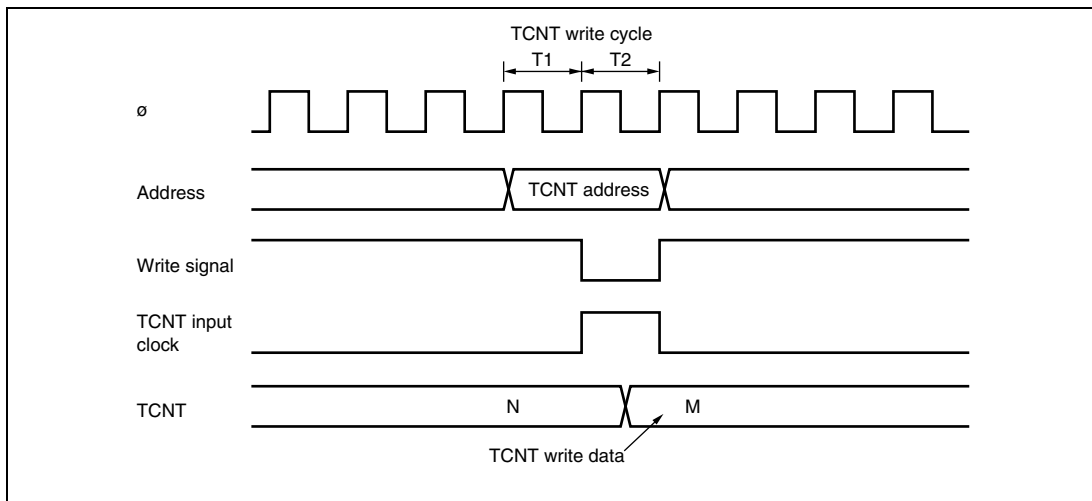 TCNT write cycle
T1 T2
ø
Address
TCNT address
Write signal
TCNT input
clock
TCNT
N
M
TCNT write data